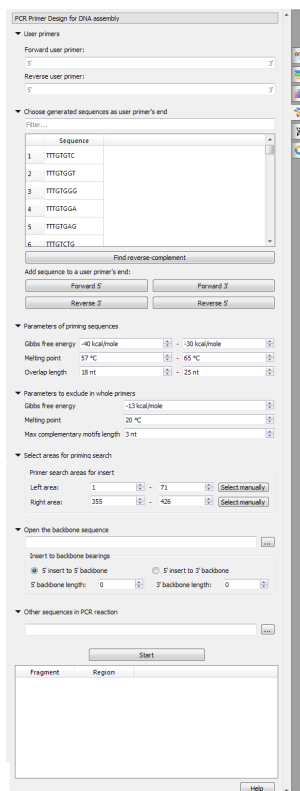 PCR Primer Design for DNA assembly
User primers
Forward user primer:
5' 3'
Reverse user primer:
5' 3'
Choose generated sequences as user primer's end
Filter...
Sequence
1 TTTGTGTC
2 TTTGTGGT
3 TTTGTGGG
4 TTTGTGGA
5 TTTGTGAG
6 TTTGTCTG
Find reverse-complement
Add sequence to a user primer's end:
Forward 5' Forward 3'
Reverse 3' Reverse 5'
Parameters of priming sequences
Gibbs free energy -40 kcal/mole - -30 kcal/mole
Melting point 57 °C - 65 °C
Overlap length 18 nt - 25 nt
Parameters to exclude in whole primers
Gibbs free energy -13 kcal/mole
Melting point 20 °C
Max complementary motifs length 3 nt
Select areas for priming search
Primer search areas for insert
Left area: 1 - 71 Select manually
Right area: 355 - 426 Select manually
Open the backbone sequence
...
Insert to backbone bearings
5' insert to 5' backbone 5' insert to 3' backbone
5' backbone length: 0 3' backbone length: 0
Other sequences in PCR reaction
...
Start
Fragment Region
Help